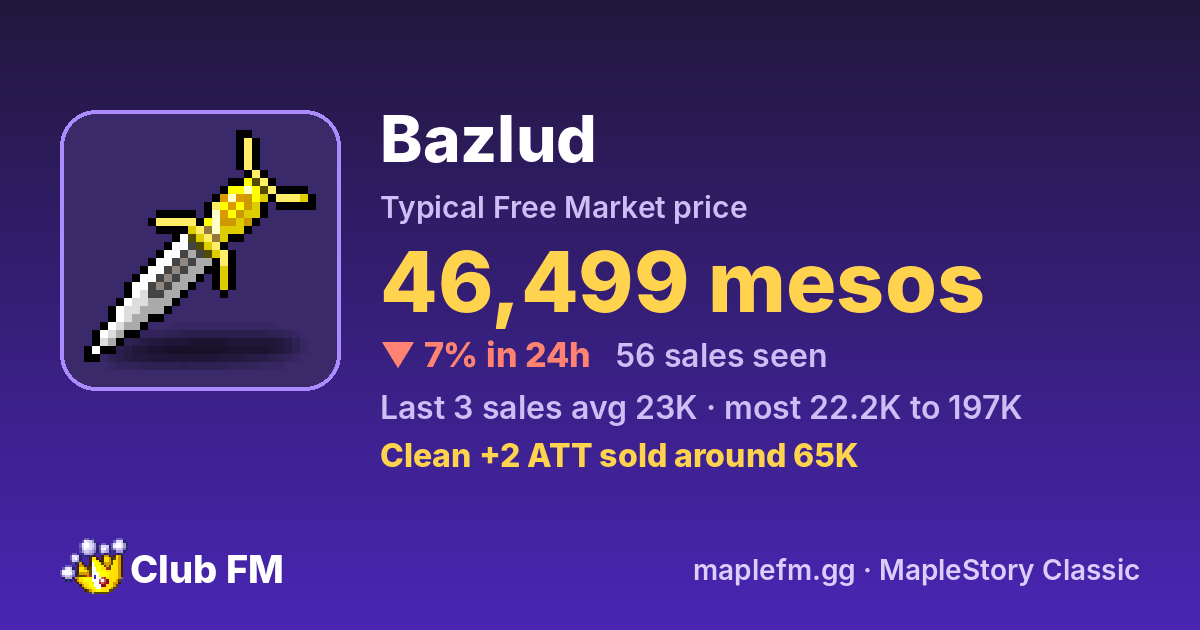 Bazlud
Typical Free Market price
46,499 mesos
▼ 7% in 24h 56 sales seen
Last 3 sales avg 23K · most 22.2K to 197K
Clean +2 ATT sold around 65K
Club FM
maplefm.gg · MapleStory Classic